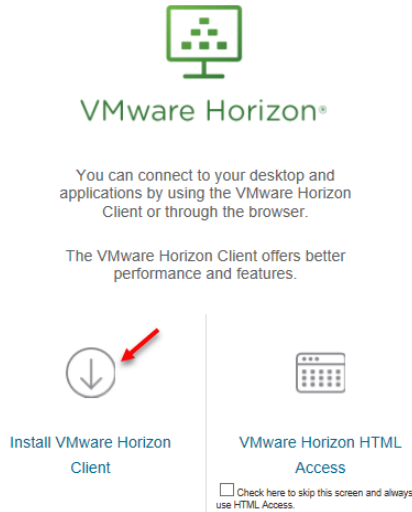 VMware Horizon®
You can connect to your desktop and
applications by using the VMware Horizon
Client or through the browser.
The VMware Horizon Client offers better
performance and features.
Install VMware Horizon
Client
VMware Horizon HTML
Access
Check here to skip this screen and always
use HTML Access.